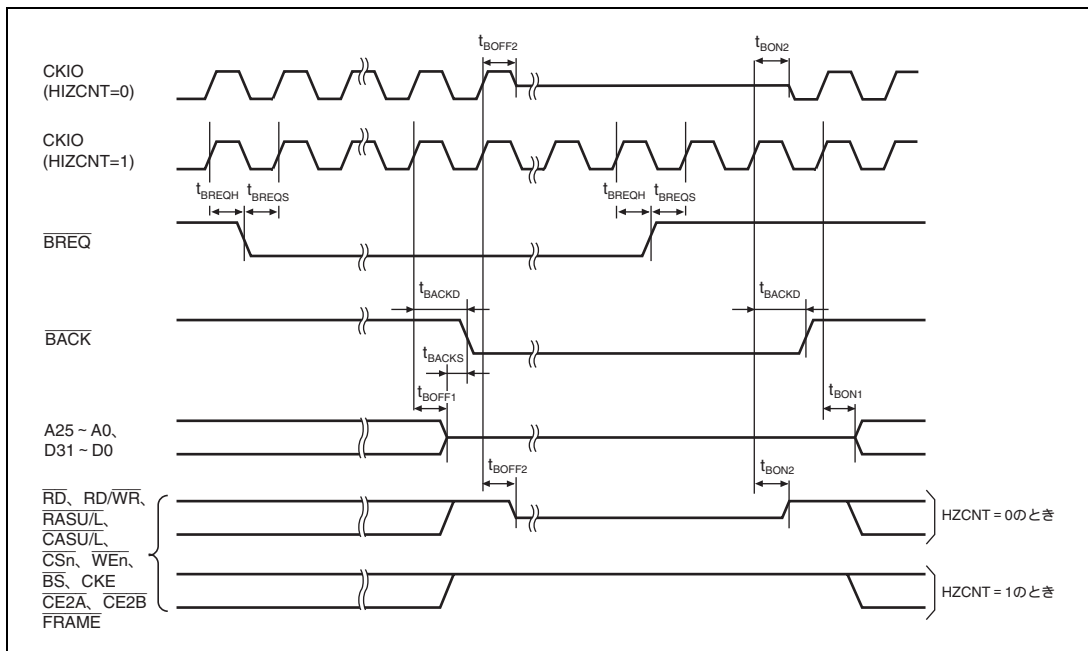 tBOFF2
tBON2
CKIO
(HIZCNT=0)
CKIO
(HIZCNT=1)
tBREQH
tBREQS
tBREQH
tBREQS
BREQ
tBACKD
tBACKD
BACK
tBACKS
tBOFF1
tBON1
A25 ~ A0、
D31 ~ D0
tBOFF2
tBON2
RD、RD/WR、
RASU/L、
CASU/L、
CSn、WEn、
BS、CKE
CE2A、CE2B
FRAME
HZCNT = 0のとき
HZCNT = 1のとき